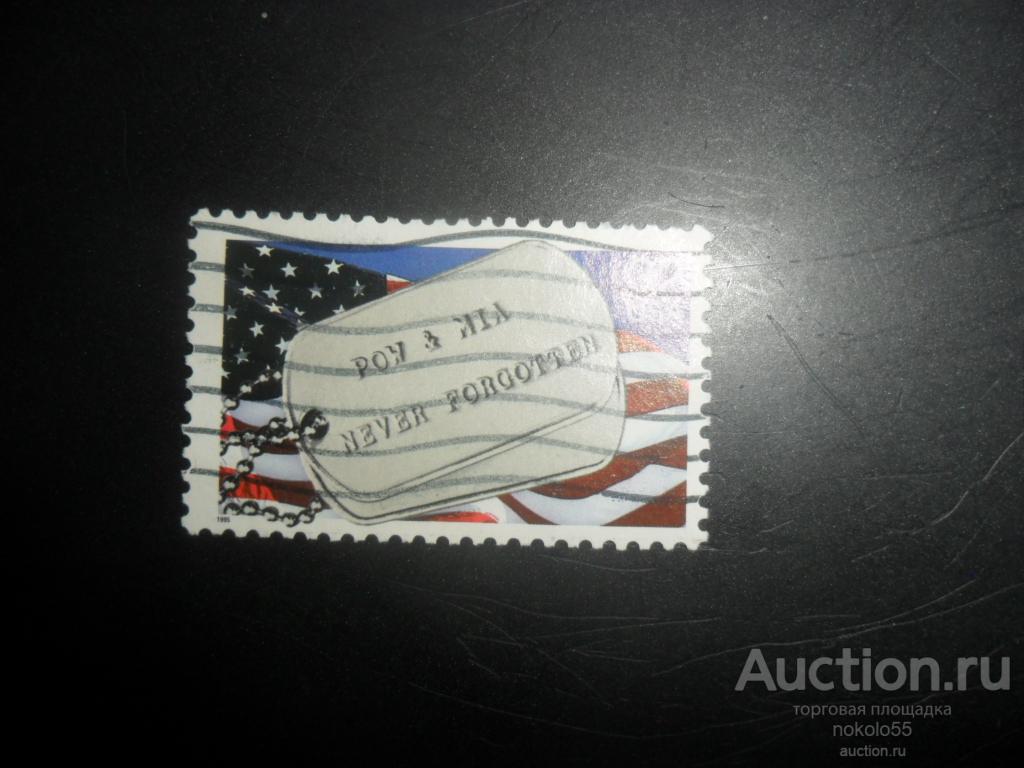 POW & MIA
NEVER FORGOTTEN
1995
Auction.ru
торговая площадка
nokolo55
auction.ru